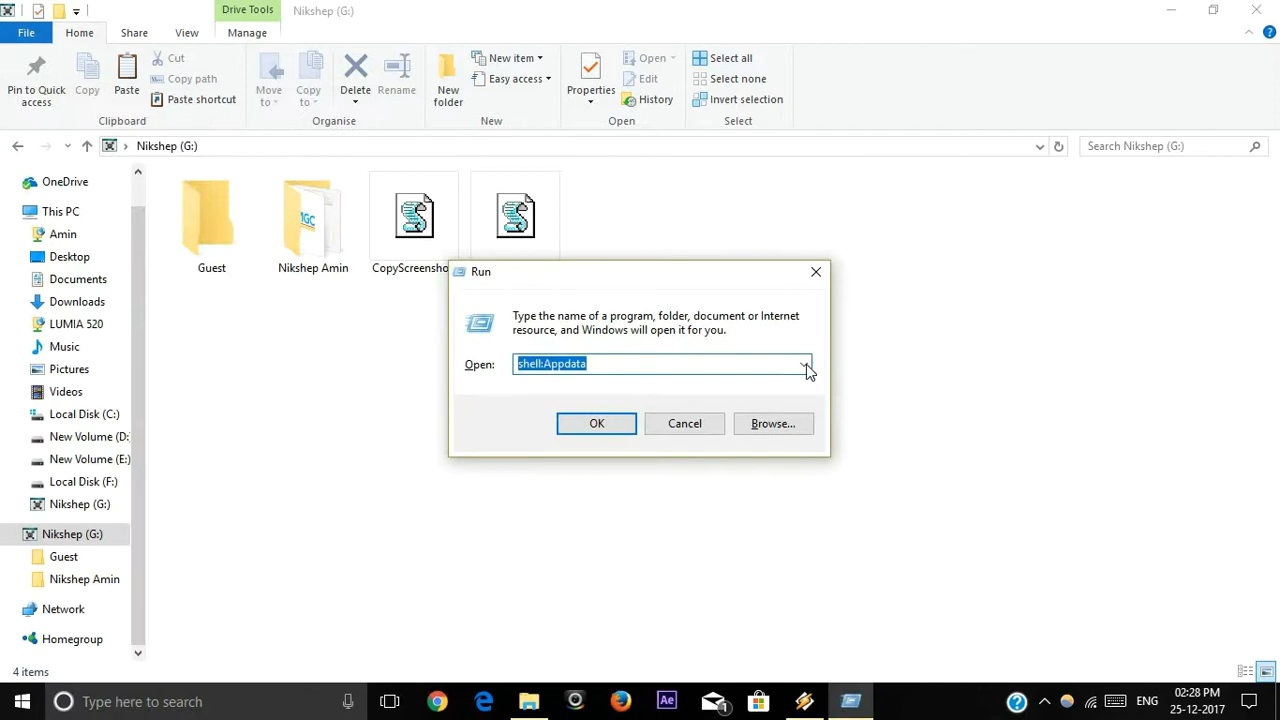 Drive Tools
Nikshep (G:)
File
Home
Share
View
Manage
Pin to Quick access
Copy
Paste
Cut
Copy path
Paste shortcut
Clipboard
Move to
Copy to
Delete
Rename
Organise
New folder
New item
Easy access
New
Properties
Open
Edit
History
Open
Select all
Select none
Invert selection
Select
Nikshep (G:)
Search Nikshep (G:)
OneDrive
This PC
Amin
Desktop
Documents
Downloads
LUMIA 520
Music
Pictures
Videos
Local Disk (C:)
New Volume (D:
New Volume (E:)
Local Disk (F:)
Nikshep (G:)
Nikshep (G:)
Guest
Nikshep Amin
Network
Homegroup
MGC
Guest
Nikshep Amin
CopyScreensho
Run
Type the name of a program, folder, document or Internet
resource, and Windows will open it for you.
Open:
shell:Appdata
OK
Cancel
Browse...
4 items
Type here to search
Ae
1
ENG
02:28 PM
25-12-2017